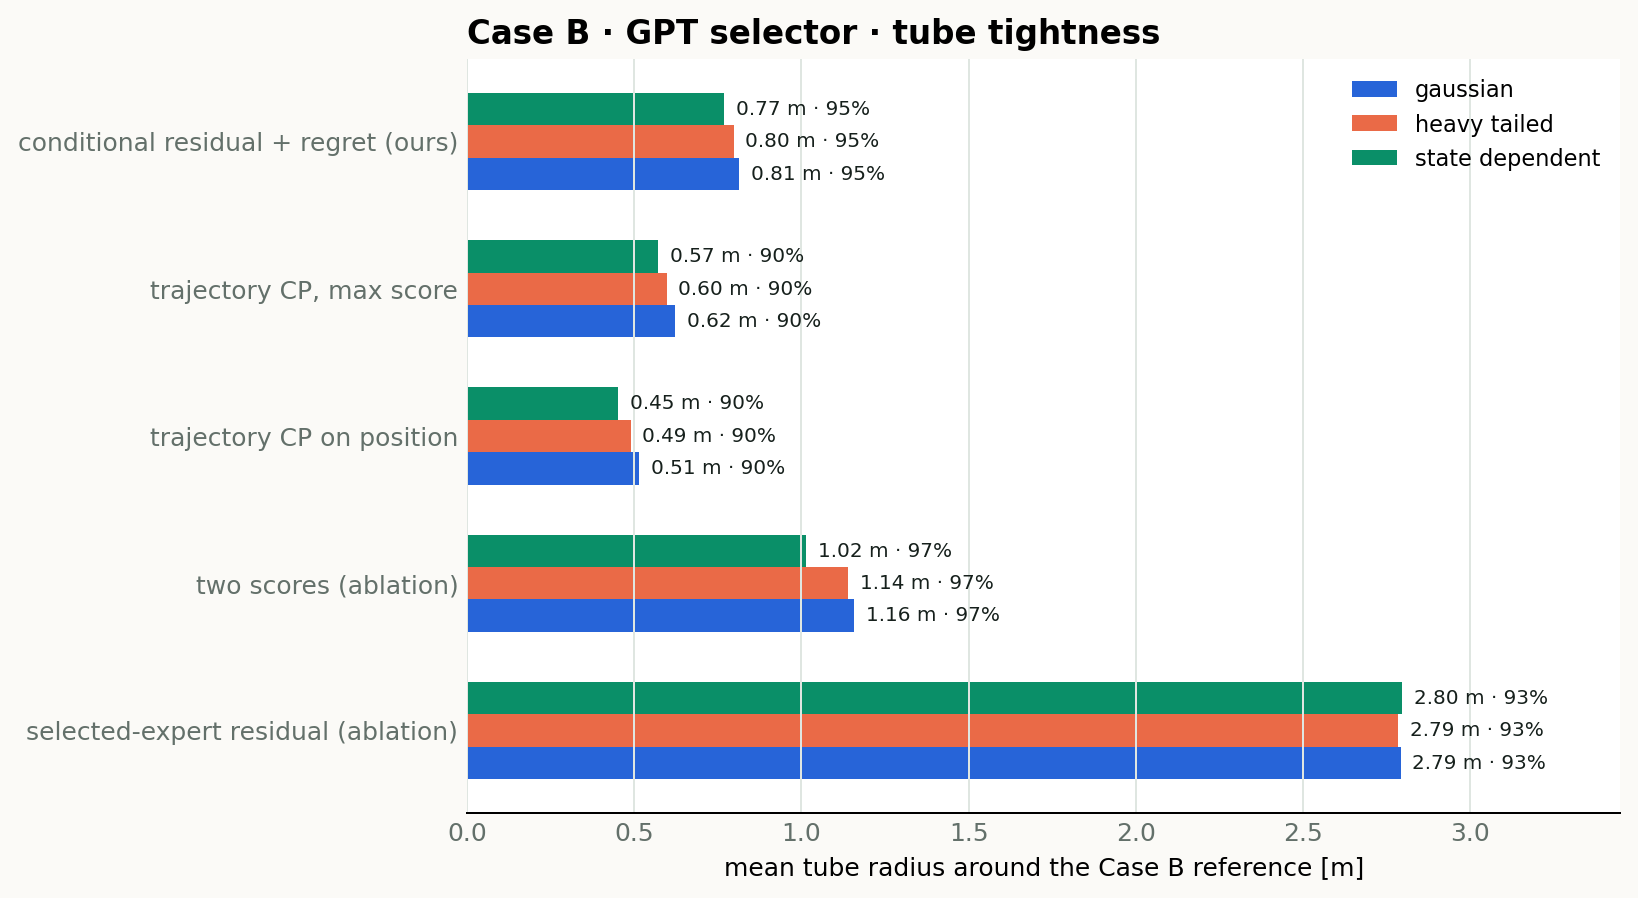 Case B · GPT selector · tube tightness
gaussian
heavy tailed
state dependent
conditional residual + regret (ours)
0.77 m · 95%
0.80 m · 95%
0.81 m · 95%
trajectory CP, max score
0.57 m · 90%
0.60 m · 90%
0.62 m · 90%
trajectory CP on position
0.45 m · 90%
0.49 m · 90%
0.51 m · 90%
two scores (ablation)
1.02 m · 97%
1.14 m · 97%
1.16 m · 97%
selected-expert residual (ablation)
2.80 m · 93%
2.79 m · 93%
2.79 m · 93%
0.0 0.5 1.0 1.5 2.0 2.5 3.0
mean tube radius around the Case B reference [m]